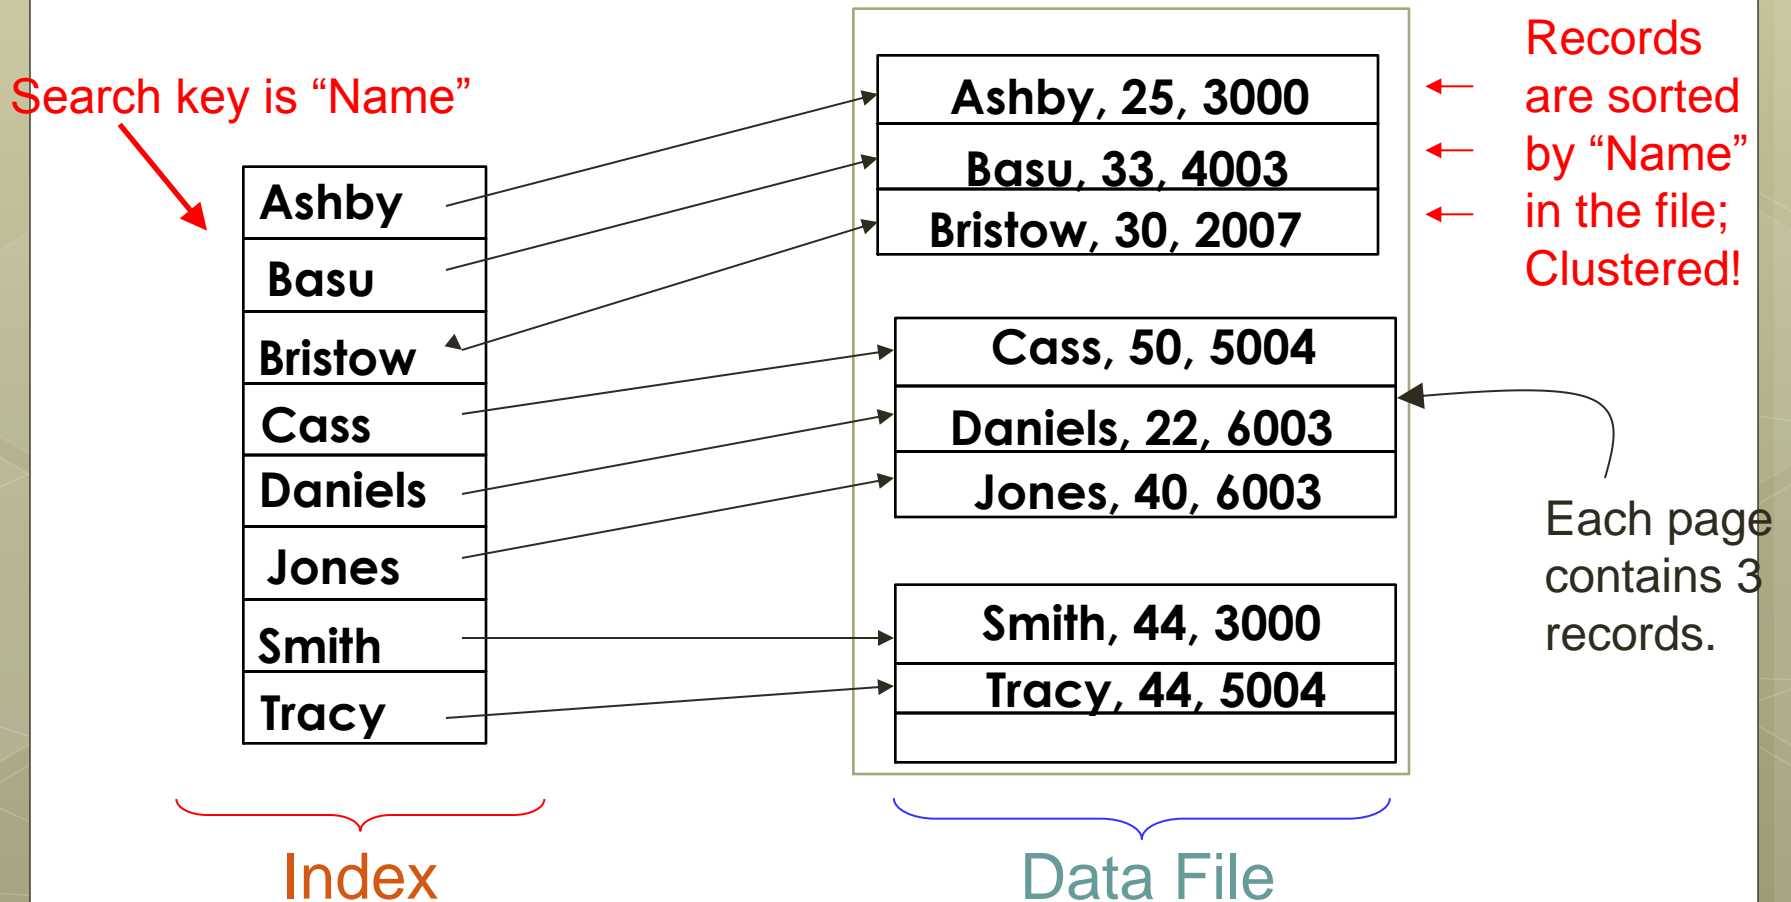 Search key is “Name”
Ashby
Basu
Bristow
Cass
Daniels
Jones
Smith
Tracy
Index
Ashby, 25, 3000
Basu, 33, 4003
Bristow, 30, 2007
Cass, 50, 5004
Daniels, 22, 6003
Jones, 40, 6003
Smith, 44, 3000
Tracy, 44, 5004
Data File
Records
are sorted
by “Name”
in the file;
Clustered!
Each page
contains 3
records.